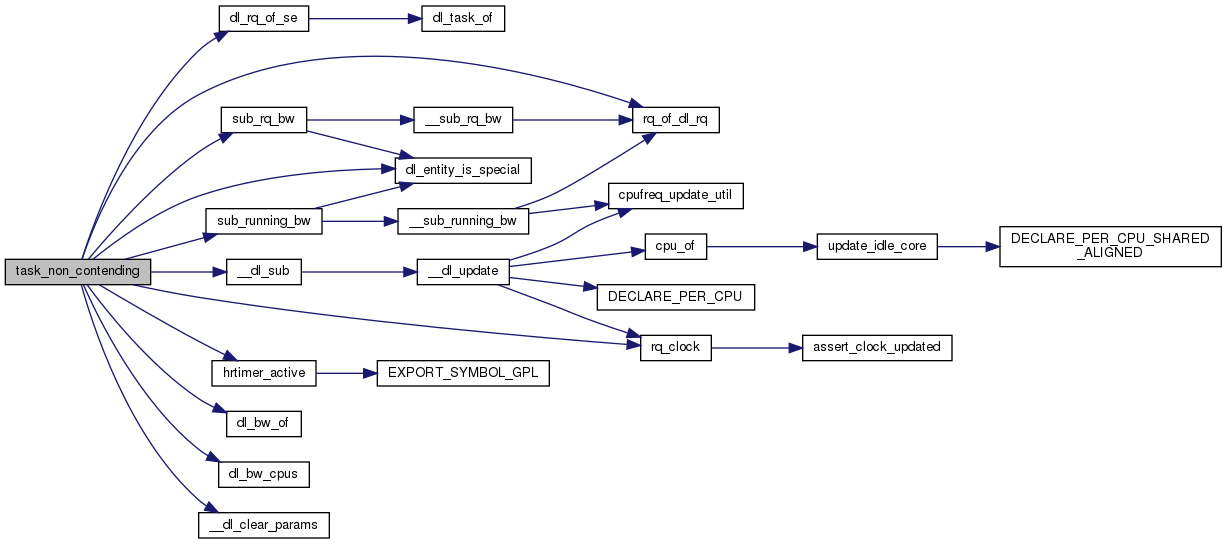 dl_rq_of_se
dl_task_of
sub_rq_bw
__sub_rq_bw
rq_of_dl_rq
dl_entity_is_special
cpufreq_update_util
sub_running_bw
__sub_running_bw
cpu_of
update_idle_core
DECLARE_PER_CPU_SHARED
_ALIGNED
task_non_contending
__dl_sub
__dl_update
DECLARE_PER_CPU
rq_clock
assert_clock_updated
hrtimer_active
EXPORT_SYMBOL_GPL
dl_bw_of
dl_bw_cpus
__dl_clear_params